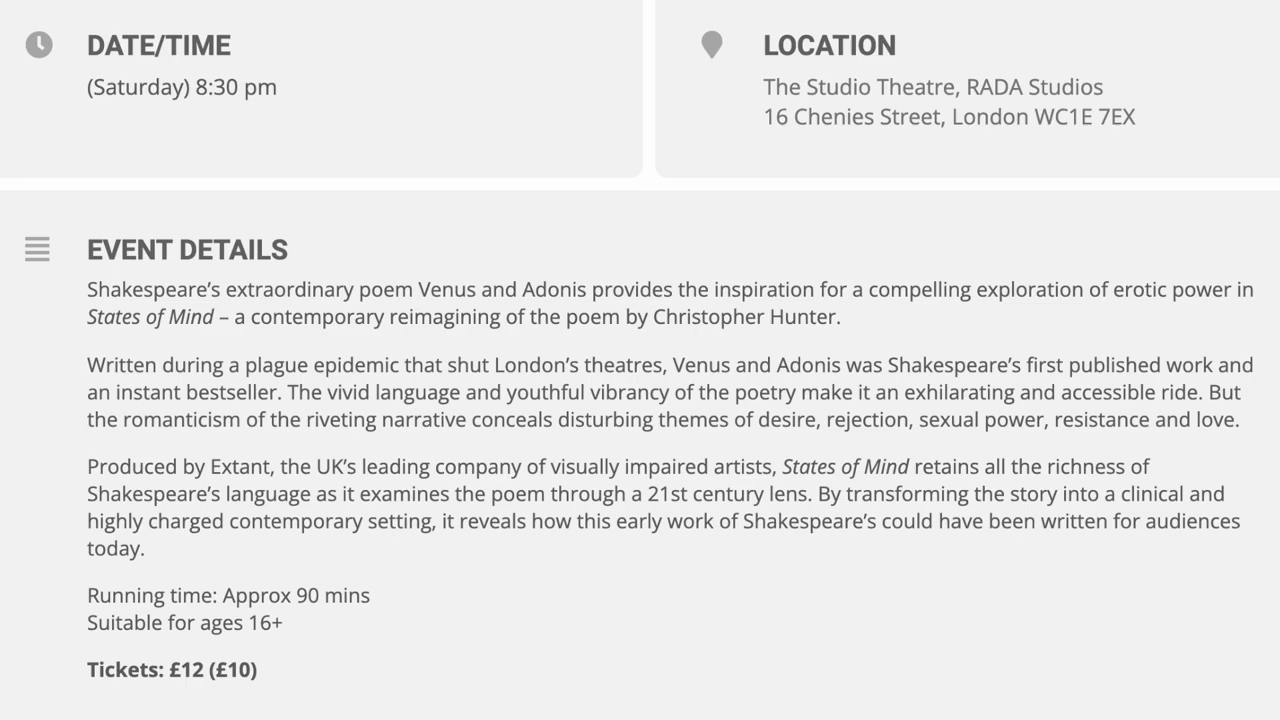 DATE/TIME
(Saturday) 8:30 pm
LOCATION
The Studio Theatre, RADA Studios
16 Chenies Street, London WC1E 7EX
EVENT DETAILS
Shakespeare’s extraordinary poem Venus and Adonis provides the inspiration for a compelling exploration of erotic power in
States of Mind – a contemporary reimagining of the poem by Christopher Hunter.
Written during a plague epidemic that shut London’s theatres, Venus and Adonis was Shakespeare’s first published work and
an instant bestseller. The vivid language and youthful vibrancy of the poetry make it an exhilarating and accessible ride. But
the romanticism of the riveting narrative conceals disturbing themes of desire, rejection, sexual power, resistance and love.
Produced by Extant, the UK’s leading company of visually impaired artists, States of Mind retains all the richness of
Shakespeare’s language as it examines the poem through a 21st century lens. By transforming the story into a clinical and
highly charged contemporary setting, it reveals how this early work of Shakespeare’s could have been written for audiences
today.
Running time: Approx 90 mins
Suitable for ages 16+
Tickets: £12 (£10)